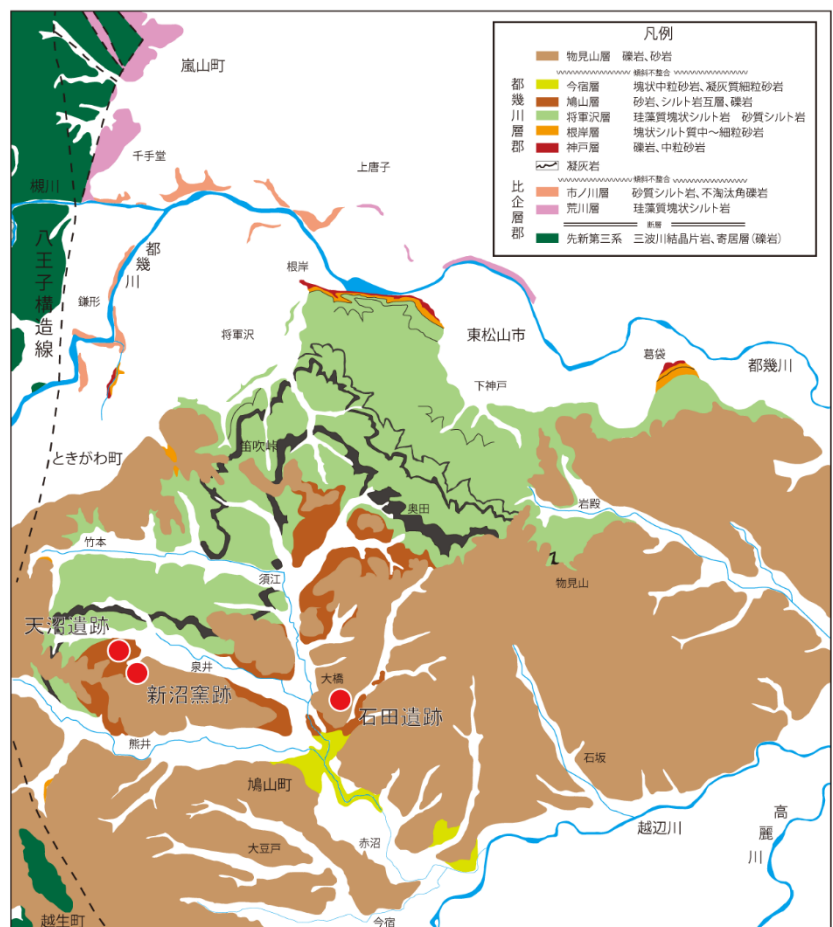 凡例
物見山層 礫岩、砂岩
傾斜不整合
都幾川層郡
今宿層 塊状中粒砂岩、凝灰質細粒砂岩
鳩山層 砂岩、シルト岩互層、礫岩
将軍沢層 珪藻質塊状シルト岩 砂質シルト岩
根岸層 塊状シルト質中～細粒砂岩
神戸層 礫岩、中粒砂岩
凝灰岩
傾斜不整合
比企層郡
市ノ川層 砂質シルト岩、不淘汰角礫岩
荒川層 珪藻質塊状シルト岩
断層
先新第三系 三波川結晶片岩、寄居層(礫岩)
嵐山町
千手堂
上唐子
槻川
八王子構造線
都幾川
根岸
鎌形
将軍沢
東松山市
葛袋
都幾川
下神戸
笛吹峠
ときがわ町
奥田
岩殿
竹本
須江
物見山
天沼遺跡
泉井
新沼窯跡
大橋
石田遺跡
熊井
石坂
鳩山町
越辺川
高麗川
赤沼
大豆戸
越生町
今宿